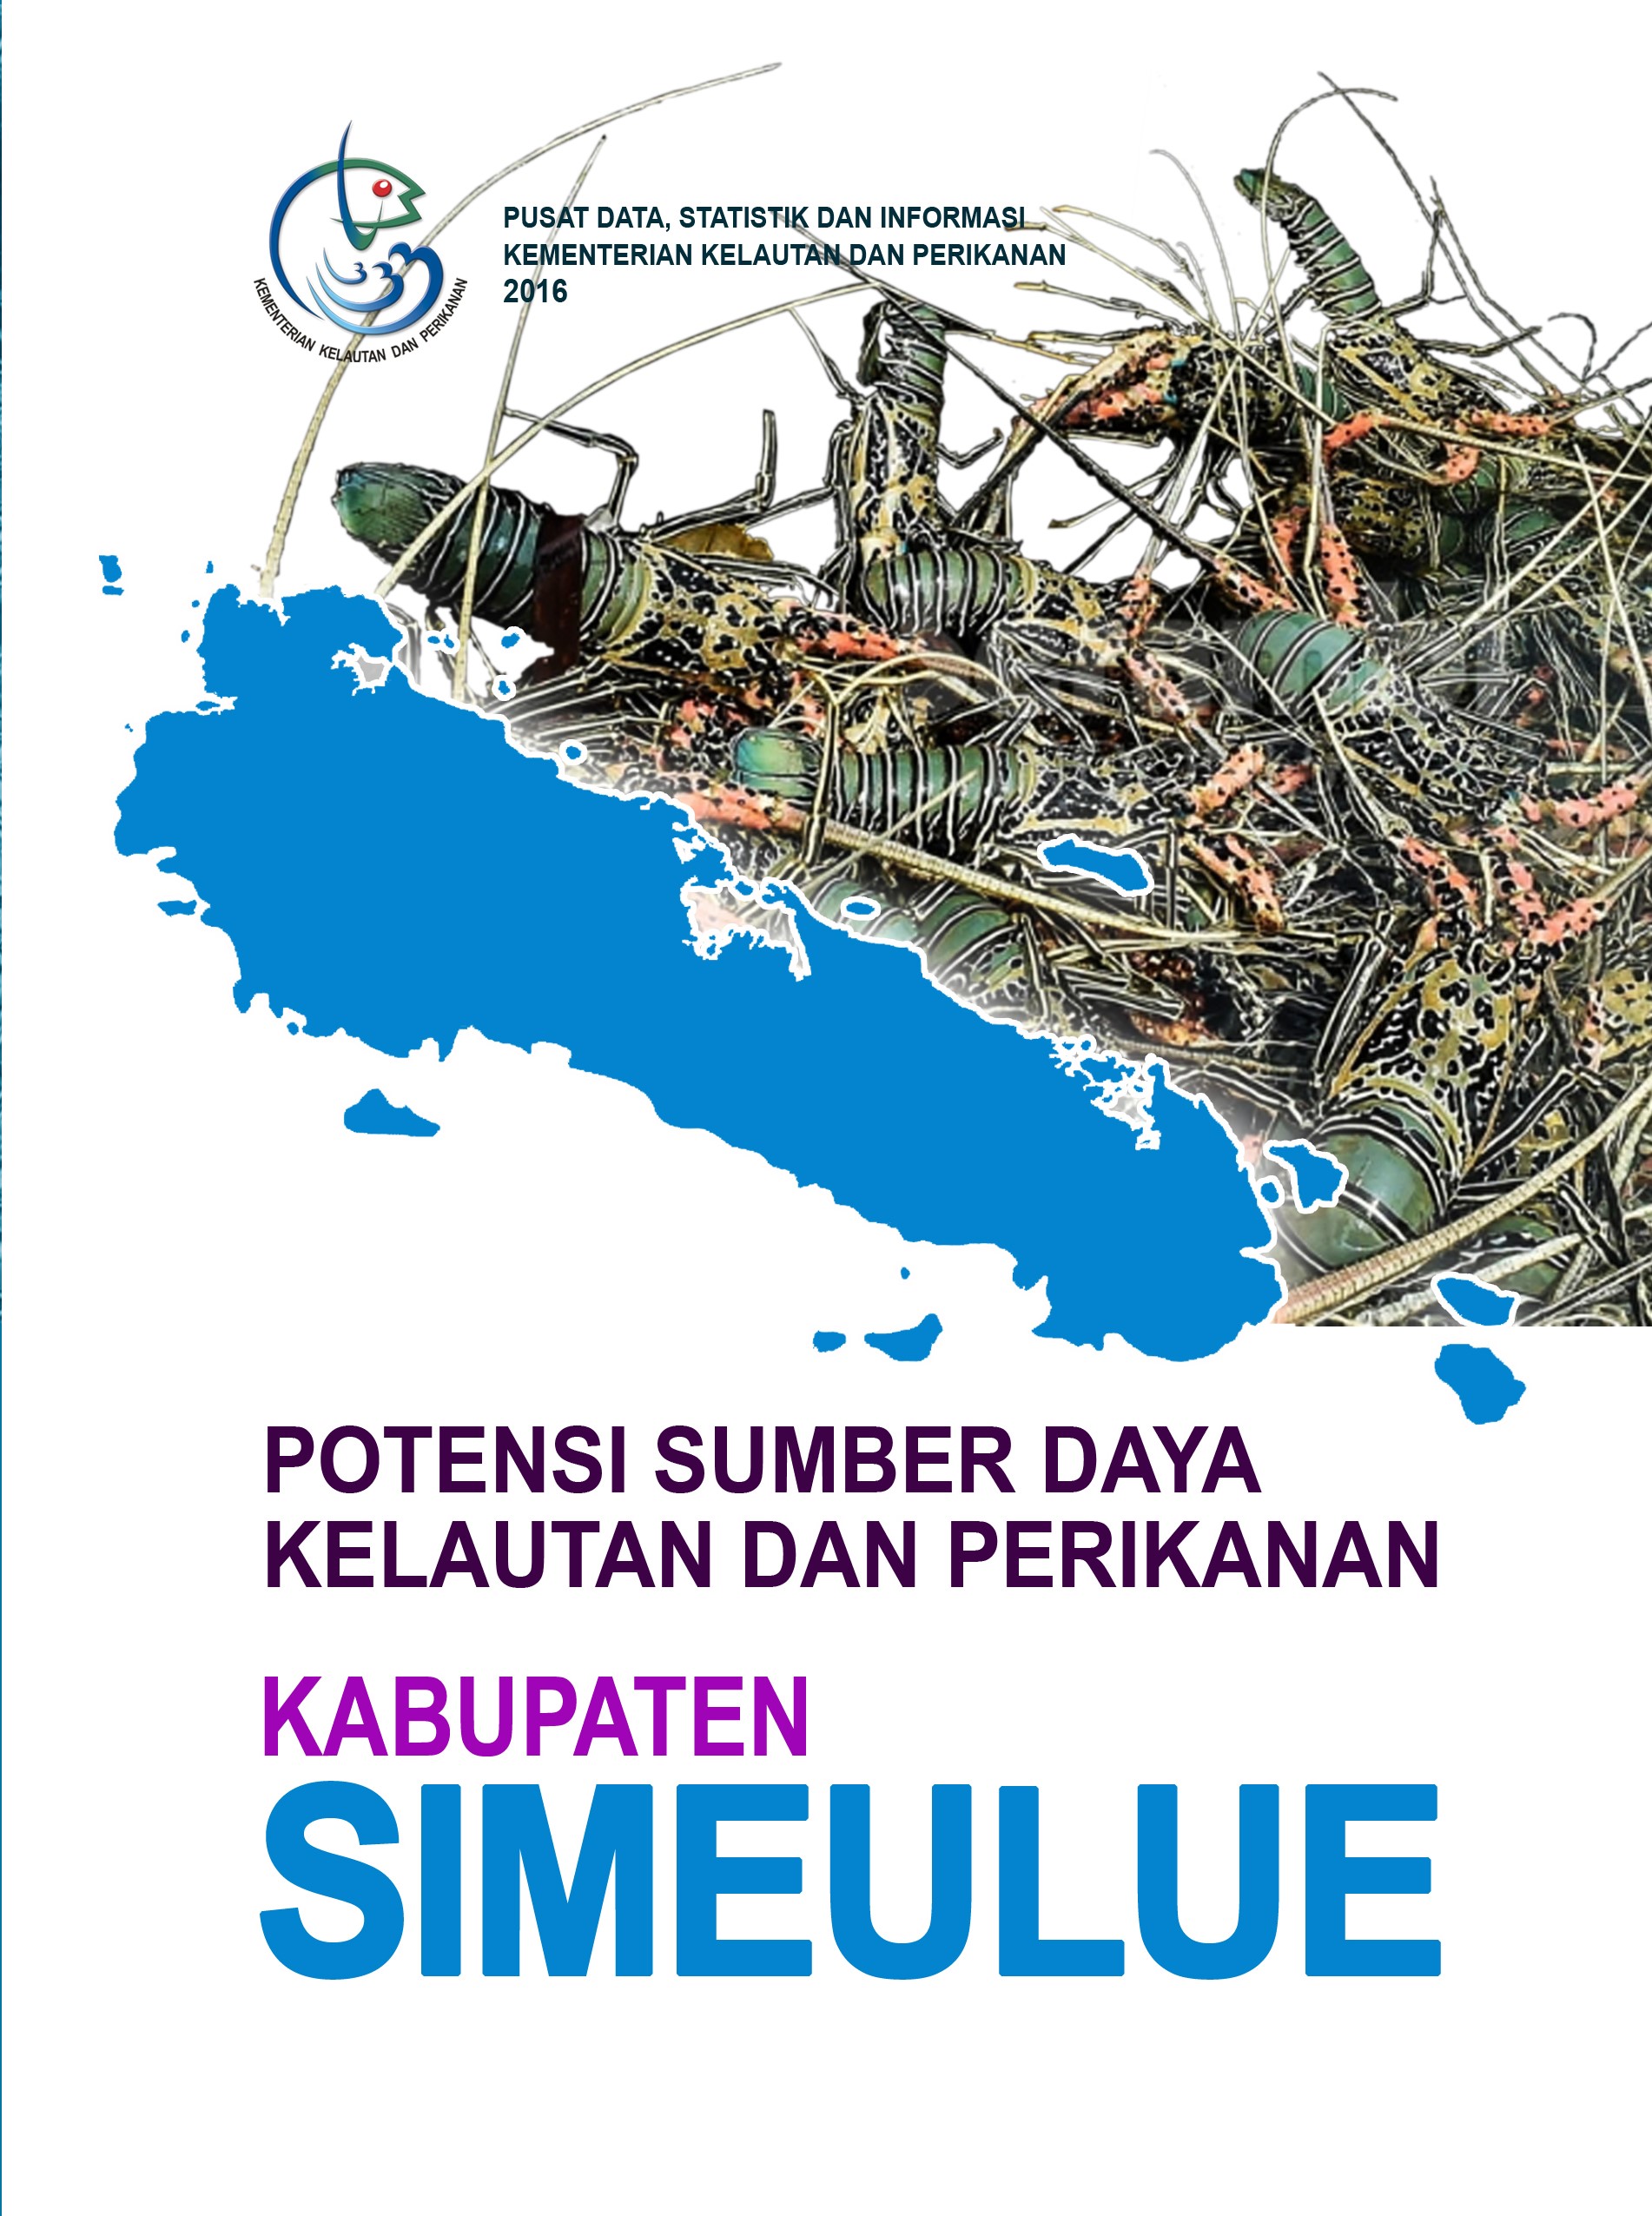 KEMENTERIAN KELAUTAN DAN PERIKANAN
PUSAT DATA, STATISTIK DAN INFORMASI
KEMENTERIAN KELAUTAN DAN PERIKANAN
2016
POTENSI SUMBER DAYA
KELAUTAN DAN PERIKANAN
KABUPATEN
SIMEULUE